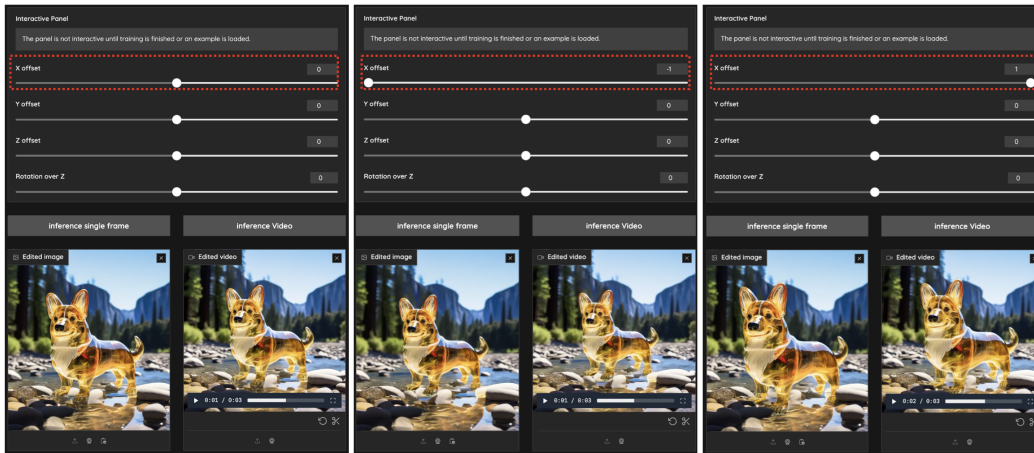 Interactive Panel
The panel is not interactive until training is finished or an example is loaded.
X offset
0
Y offset
0
Z offset
0
Rotation over Z
0
inference single frame
inference Video
Edited image
Edited video
0:01 / 0:03
Interactive Panel
The panel is not interactive until training is finished or an example is loaded.
X offset
-1
Y offset
0
Z offset
0
Rotation over Z
0
inference single frame
inference Video
Edited image
Edited video
0:01 / 0:03
Interactive Panel
The panel is not interactive until training is finished or an example is loaded.
X offset
1
Y offset
0
Z offset
0
Rotation over Z
0
inference single frame
inference Video
Edited image
Edited video
0:02 / 0:03